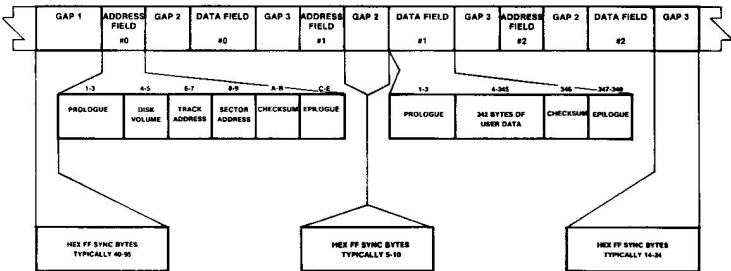 GAP 1
ADDRESS FIELD #0
GAP 2
DATA FIELD #0
GAP 3
ADDRESS FIELD #1
GAP 2
DATA FIELD #1
GAP 3
ADDRESS FIELD #2
GAP 2
DATA FIELD #2
GAP 3
1-3
4-5
6-7
8-9
A-B
C-E
PROLOGUE
DISK VOLUME
TRACK ADDRESS
SECTOR ADDRESS
CHECKSUM
EPILOGUE
1-3
4-345
346
347-349
PROLOGUE
342 BYTES OF USER DATA
CHECKSUM
EPILOGUE
HEX FF SYNC BYTES
TYPICALLY 40-95
HEX FF SYNC BYTES
TYPICALLY 5-10
HEX FF SYNC BYTES
TYPICALLY 14-24